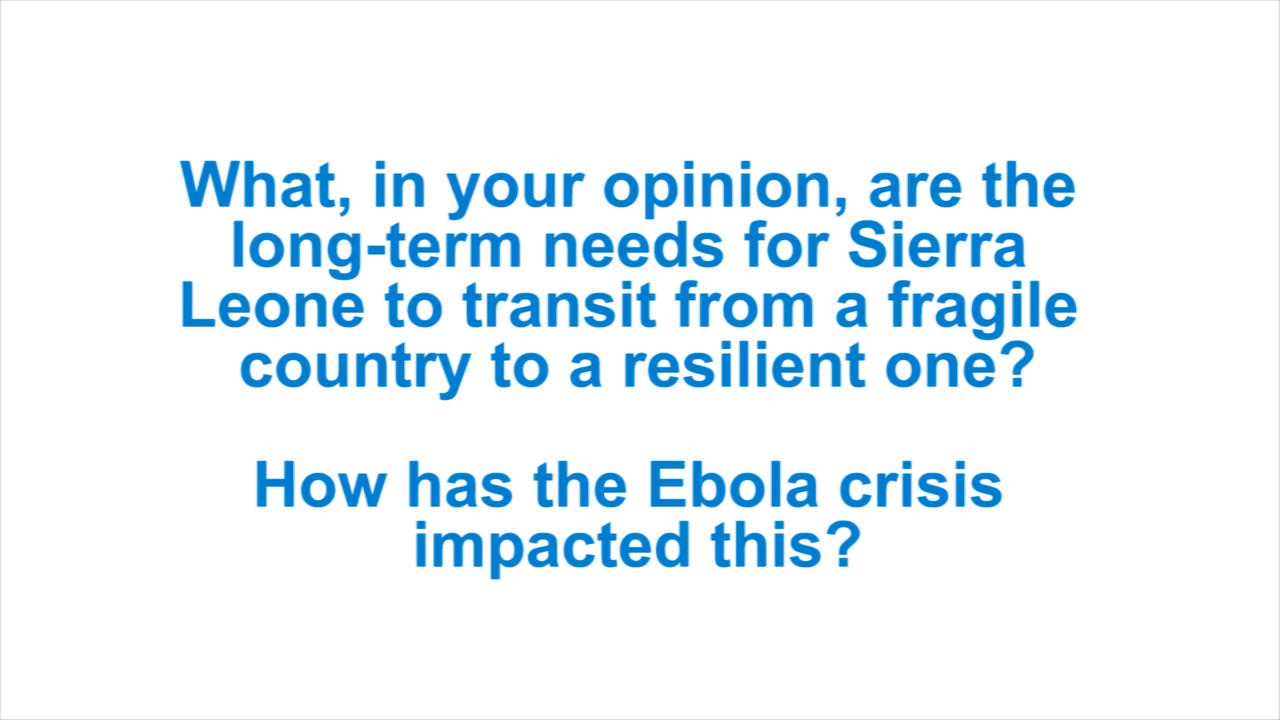 What, in your opinion, are the
long-term needs for Sierra
Leone to transit from a fragile
country to a resilient one?
How has the Ebola crisis
impacted this?